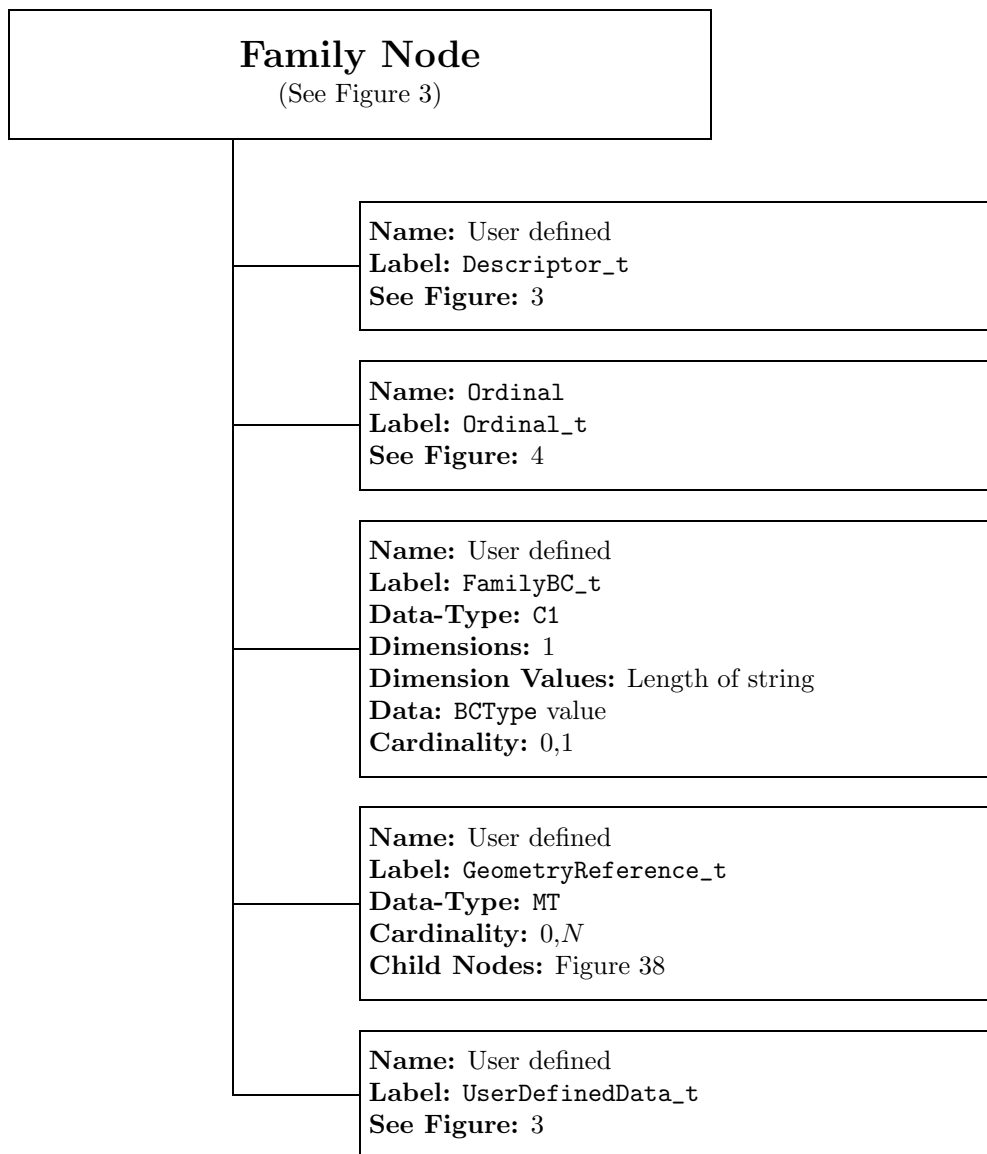 Family Node
(See Figure 3)
Name: User defined
Label: Descriptor_t
See Figure: 3
Name: Ordinal
Label: Ordinal_t
See Figure: 4
Name: User defined
Label: FamilyBC_t
Data-Type: C1
Dimensions: 1
Dimension Values: Length of string
Data: BCType value
Cardinality: 0,1
Name: User defined
Label: GeometryReference_t
Data-Type: MT
Cardinality: 0,N
Child Nodes: Figure 38
Name: User defined
Label: UserDefinedData_t
See Figure: 3